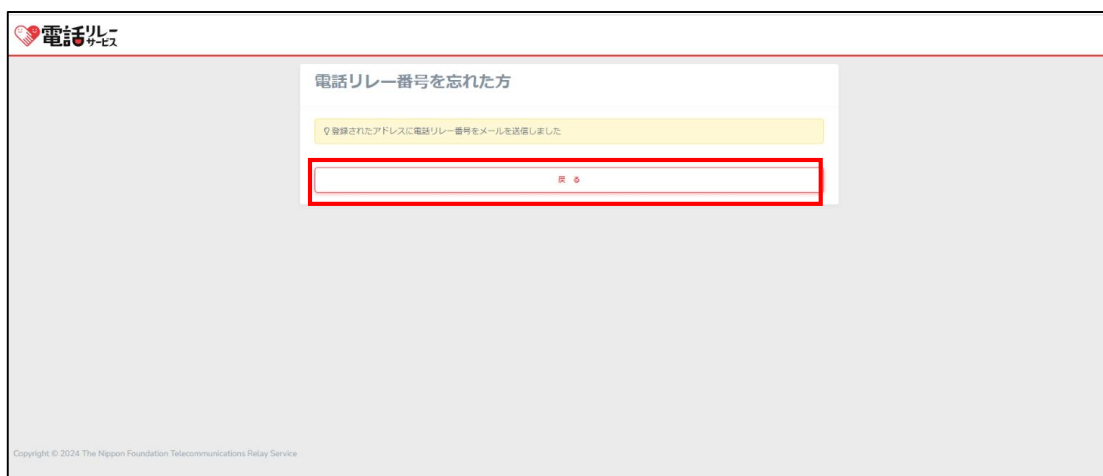 電話リレーサービス
電話リレー番号を忘れた方
登録されたアドレスに電話リレー番号をメールを送信しました
戻 る
Copyright © 2024 The Nippon Foundation Telecommunications Relay Service